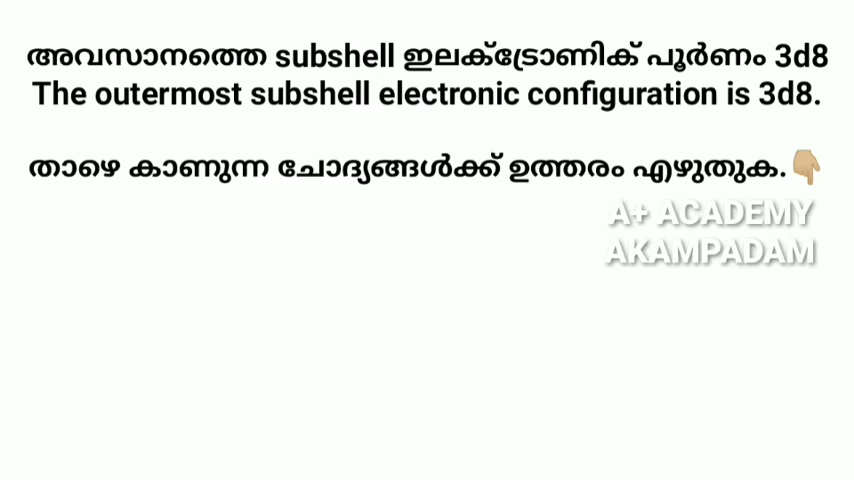 അവസാനത്തെ subshell ഇലക്ട്രോണിക് പൂർണം 3d8
The outermost subshell electronic configuration is 3d8.
താഴെ കാണുന്ന ചോദ്യങ്ങൾക്ക് ഉത്തരം എഴുതുക.👇🏼
A+ ACADEMY
AKAMPADAM